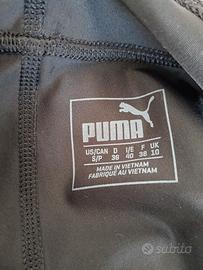 PUMA
US/CAN D I/E F UK
S/P 36 40 38 10
MADE IN VIETNAM
FABRIQUÉ AU VIETNAM
subito